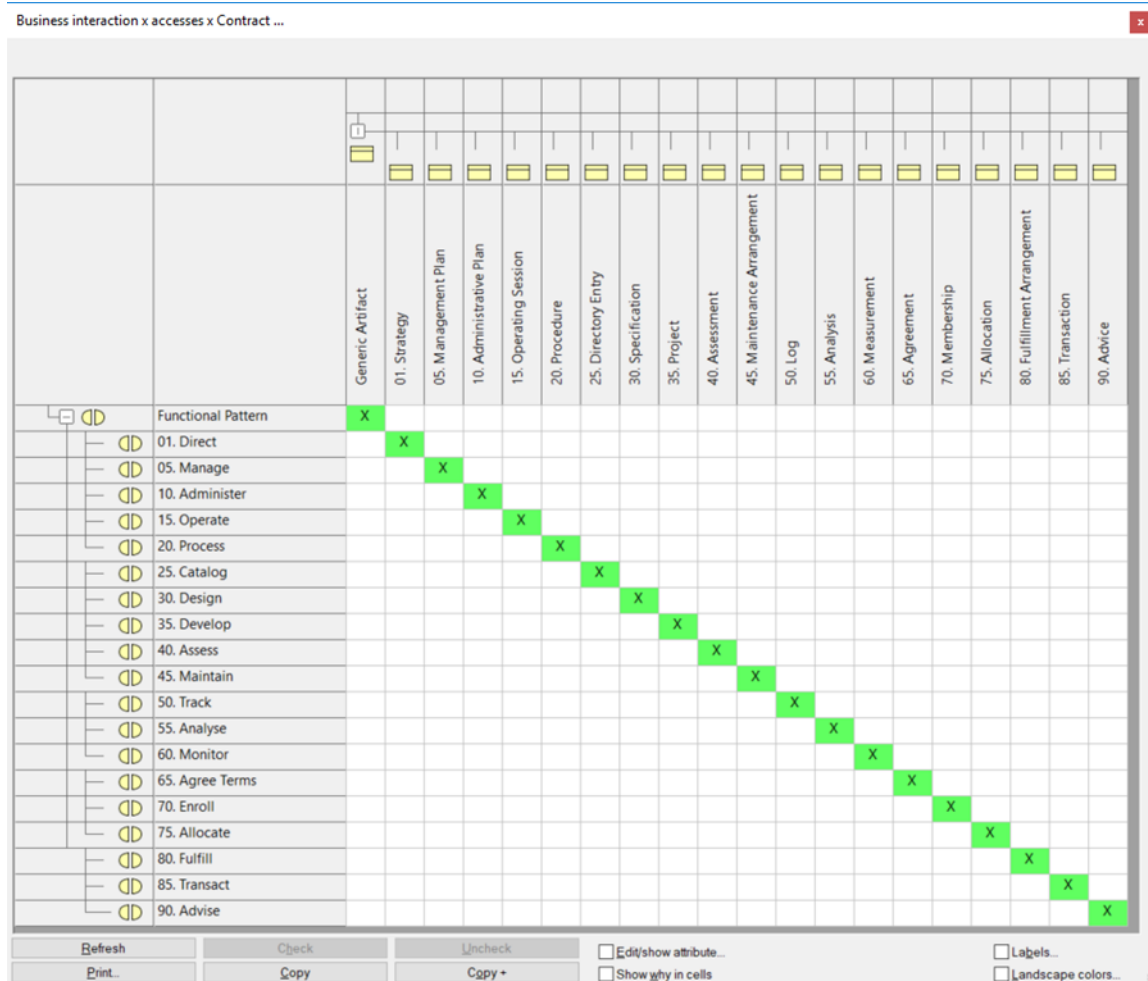 Business interaction x accesses x Contract ...
x
Generic Artifact
01. Strategy
05. Management Plan
10. Administrative Plan
15. Operating Session
20. Procedure
25. Directory Entry
30. Specification
35. Project
40. Assessment
45. Maintenance Arrangement
50. Log
55. Analysis
60. Measurement
65. Agreement
70. Membership
75. Allocation
80. Fulfillment Arrangement
85. Transaction
90. Advice
Functional Pattern X
01. Direct X
05. Manage X
10. Administer X
15. Operate X
20. Process X
25. Catalog X
30. Design X
35. Develop X
40. Assess X
45. Maintain X
50. Track X
55. Analyse X
60. Monitor X
65. Agree Terms X
70. Enroll X
75. Allocate X
80. Fulfill X
85. Transact X
90. Advise X
Refresh Check Uncheck Edit/show attribute... Labels...
Print... Copy Copy + Show why in cells Landscape colors...